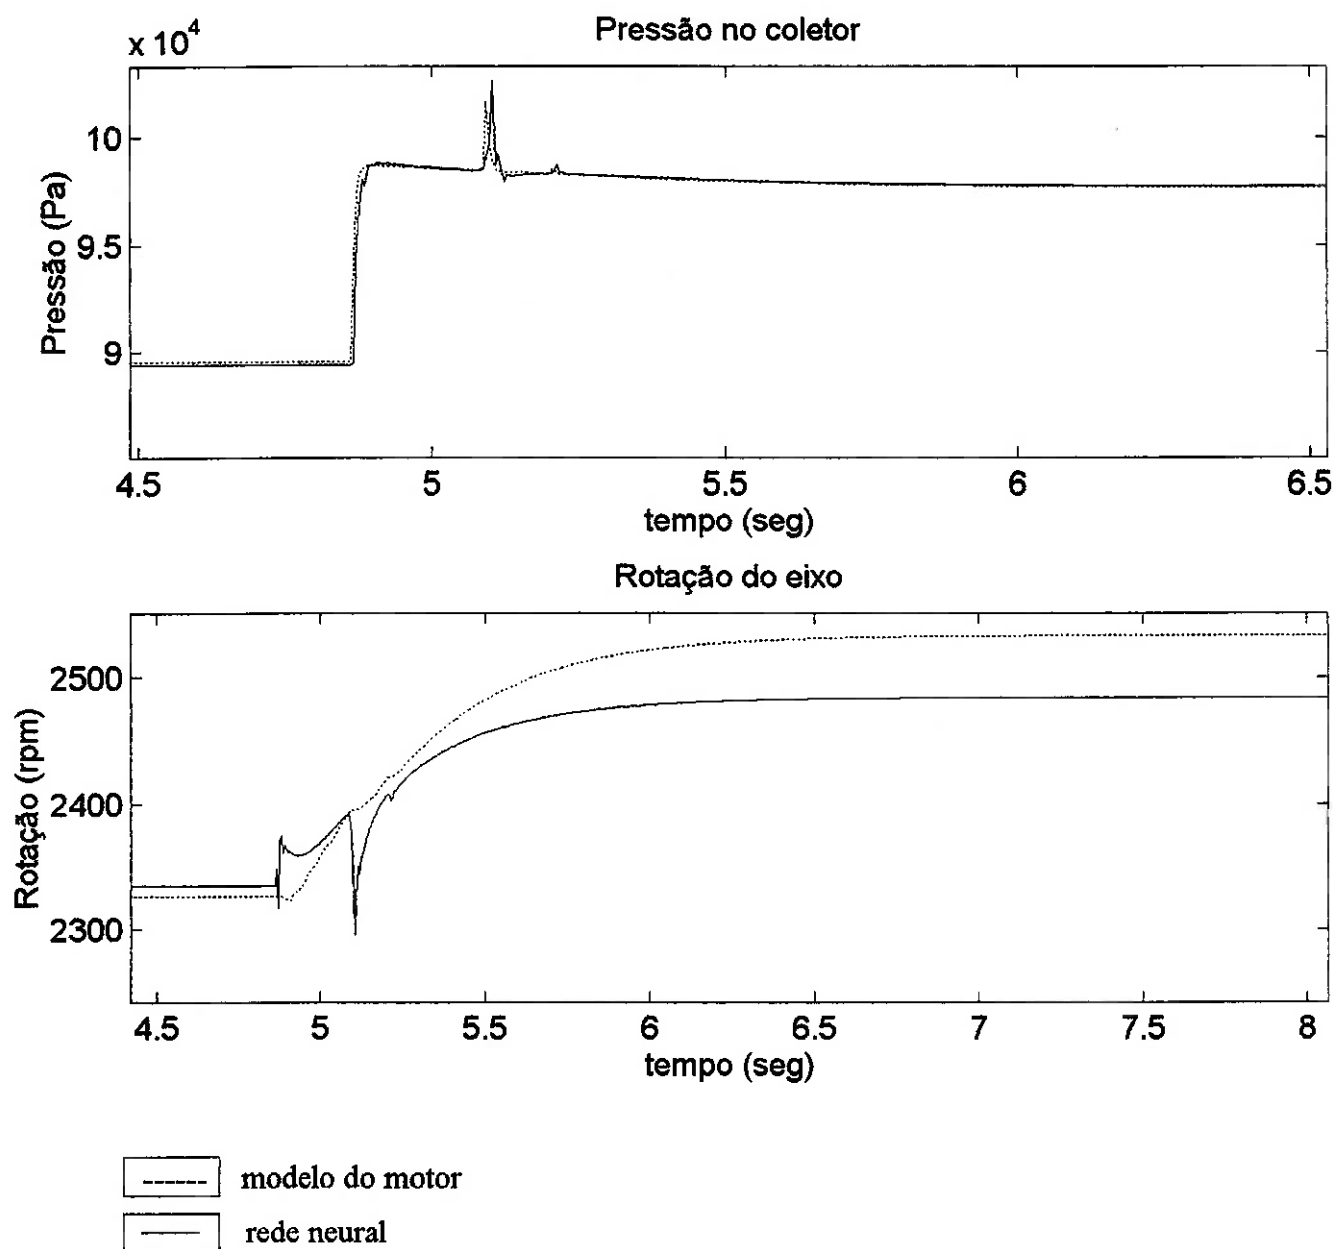 Pressão no coletor
x 10^4
10
9.5
9
Pressão (Pa)
4.5 5 5.5 6 6.5
tempo (seg)
Rotação do eixo
2500
2400
2300
Rotação (rpm)
4.5 5 5.5 6 6.5 7 7.5 8
tempo (seg)
modelo do motor
rede neural